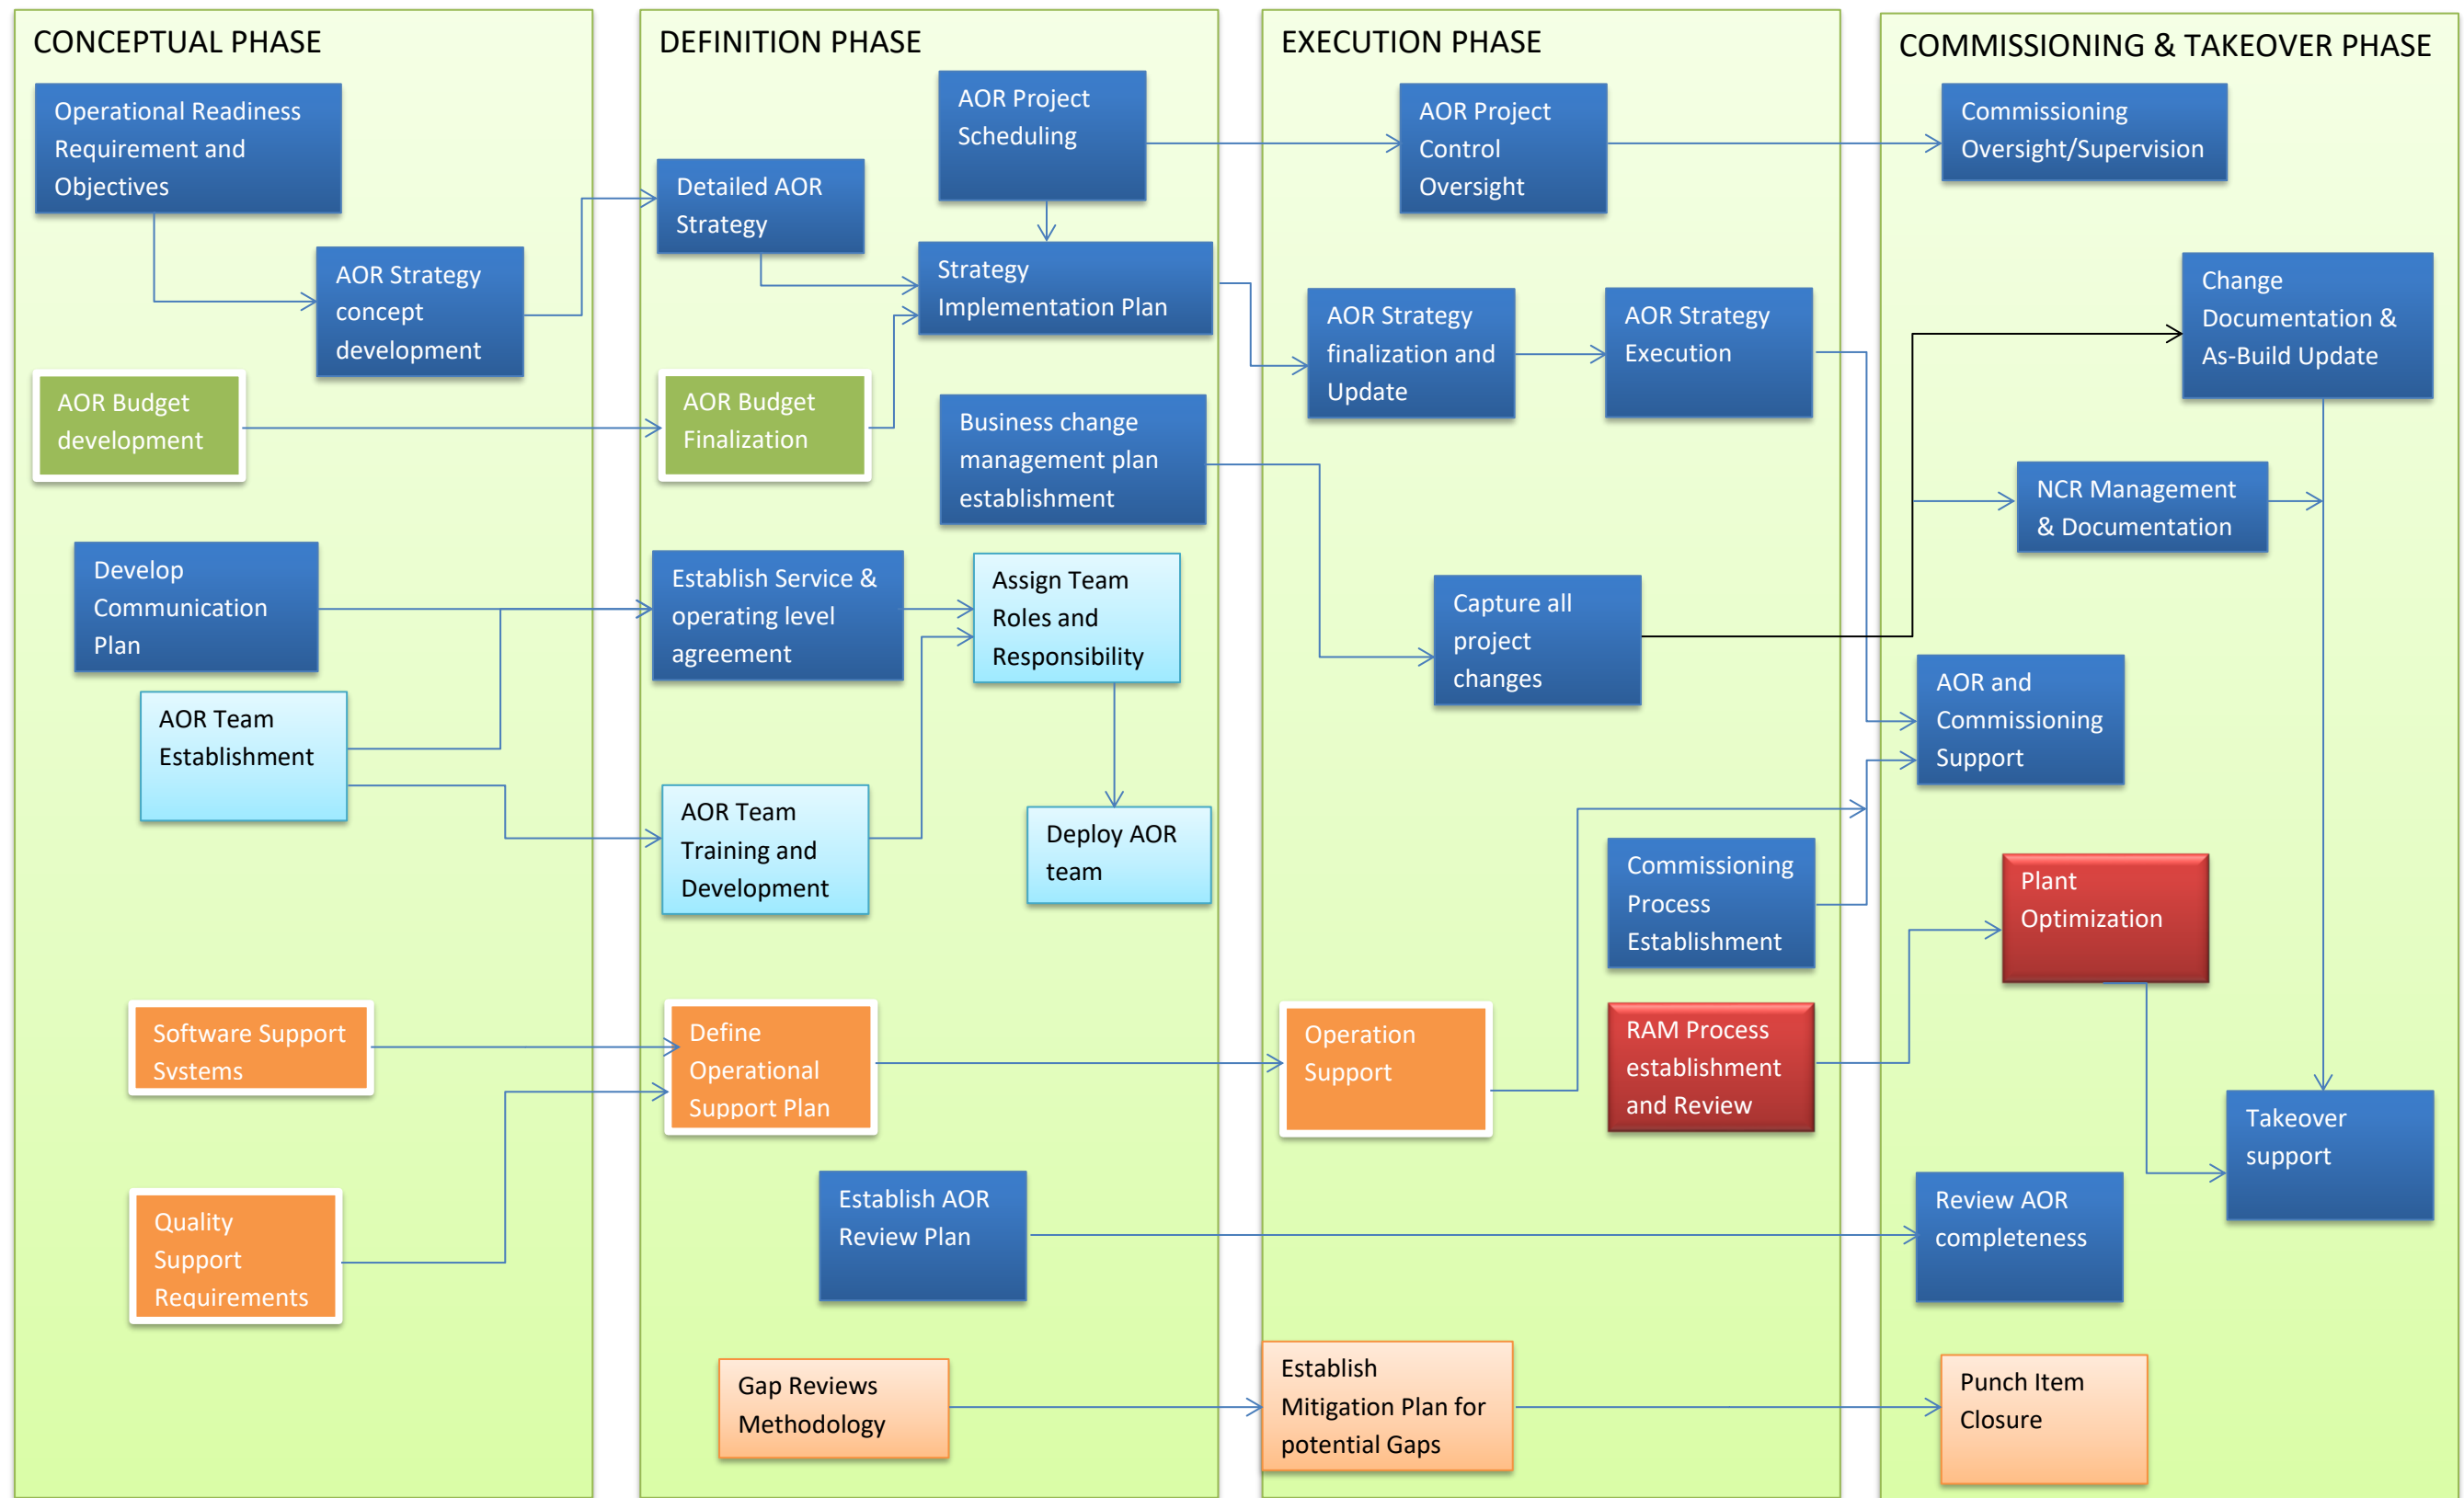 CONCEPTUAL PHASE
Operational Readiness
Requirement and
Objectives
AOR Strategy
concept
development
AOR Budget
development
Develop
Communication
Plan
AOR Team
Establishment
Software Support
Systems
Quality
Support
Requirements
DEFINITION PHASE
AOR Project
Scheduling
Detailed AOR
Strategy
Strategy
Implementation Plan
AOR Budget
Finalization
Business change
management plan
establishment
Establish Service &
operating level
agreement
Assign Team
Roles and
Responsibility
AOR Team
Training and
Development
Deploy AOR
team
Define
Operational
Support Plan
Establish AOR
Review Plan
Gap Reviews
Methodology
EXECUTION PHASE
AOR Project
Control
Oversight
AOR Strategy
finalization and
Update
AOR Strategy
Execution
Capture all
project
changes
Commissioning
Process
Establishment
Operation
Support
RAM Process
establishment
and Review
Establish
Mitigation Plan for
potential Gaps
COMMISSIONING & TAKEOVER PHASE
Commissioning
Oversight/Supervision
Change
Documentation &
As-Build Update
NCR Management
& Documentation
AOR and
Commissioning
Support
Plant
Optimization
Takeover
support
Review AOR
completeness
Punch Item
Closure